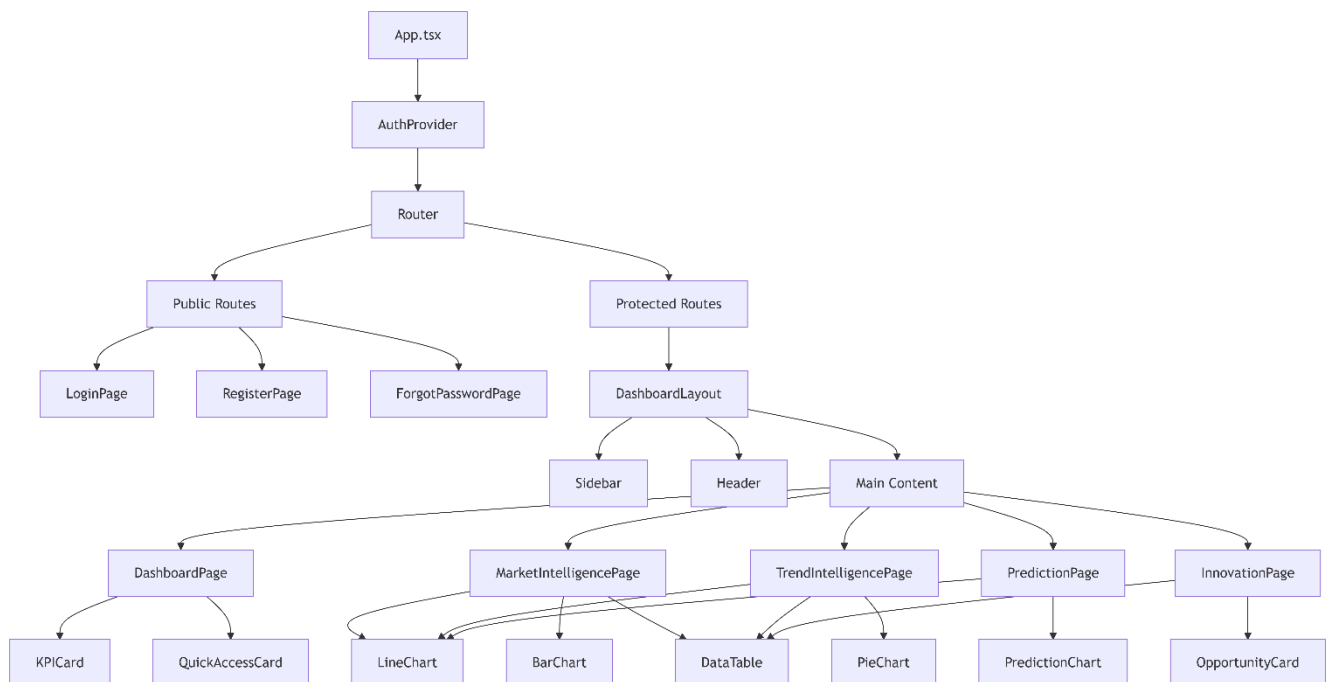 App.tsx
AuthProvider
Router
Public Routes
Protected Routes
LoginPage
RegisterPage
ForgotPasswordPage
DashboardLayout
Sidebar
Header
Main Content
DashboardPage
MarketIntelligencePage
TrendIntelligencePage
PredictionPage
InnovationPage
KPICard
QuickAccessCard
LineChart
BarChart
DataTable
PieChart
PredictionChart
OpportunityCard